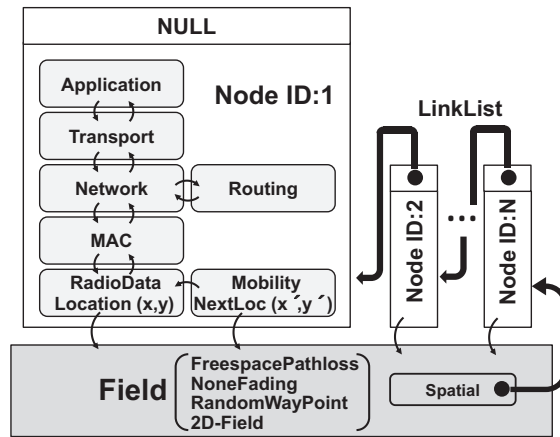 NULL
Node ID:1
Application
Transport
Network
Routing
MAC
RadioData
Location (x,y)
Mobility
NextLoc (x´,y´)
LinkList
Node ID:2
...
Node ID:N
Field
FreespacePathloss
NoneFading
RandomWayPoint
2D-Field
Spatial